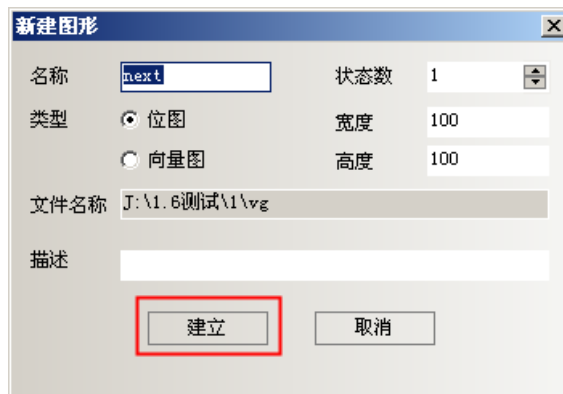 新建图形
名称 next 状态数 1
类型 位图 宽度 100
向量图 高度 100
文件名称 J:\1.6测试\1\vg
描述
建立 取消